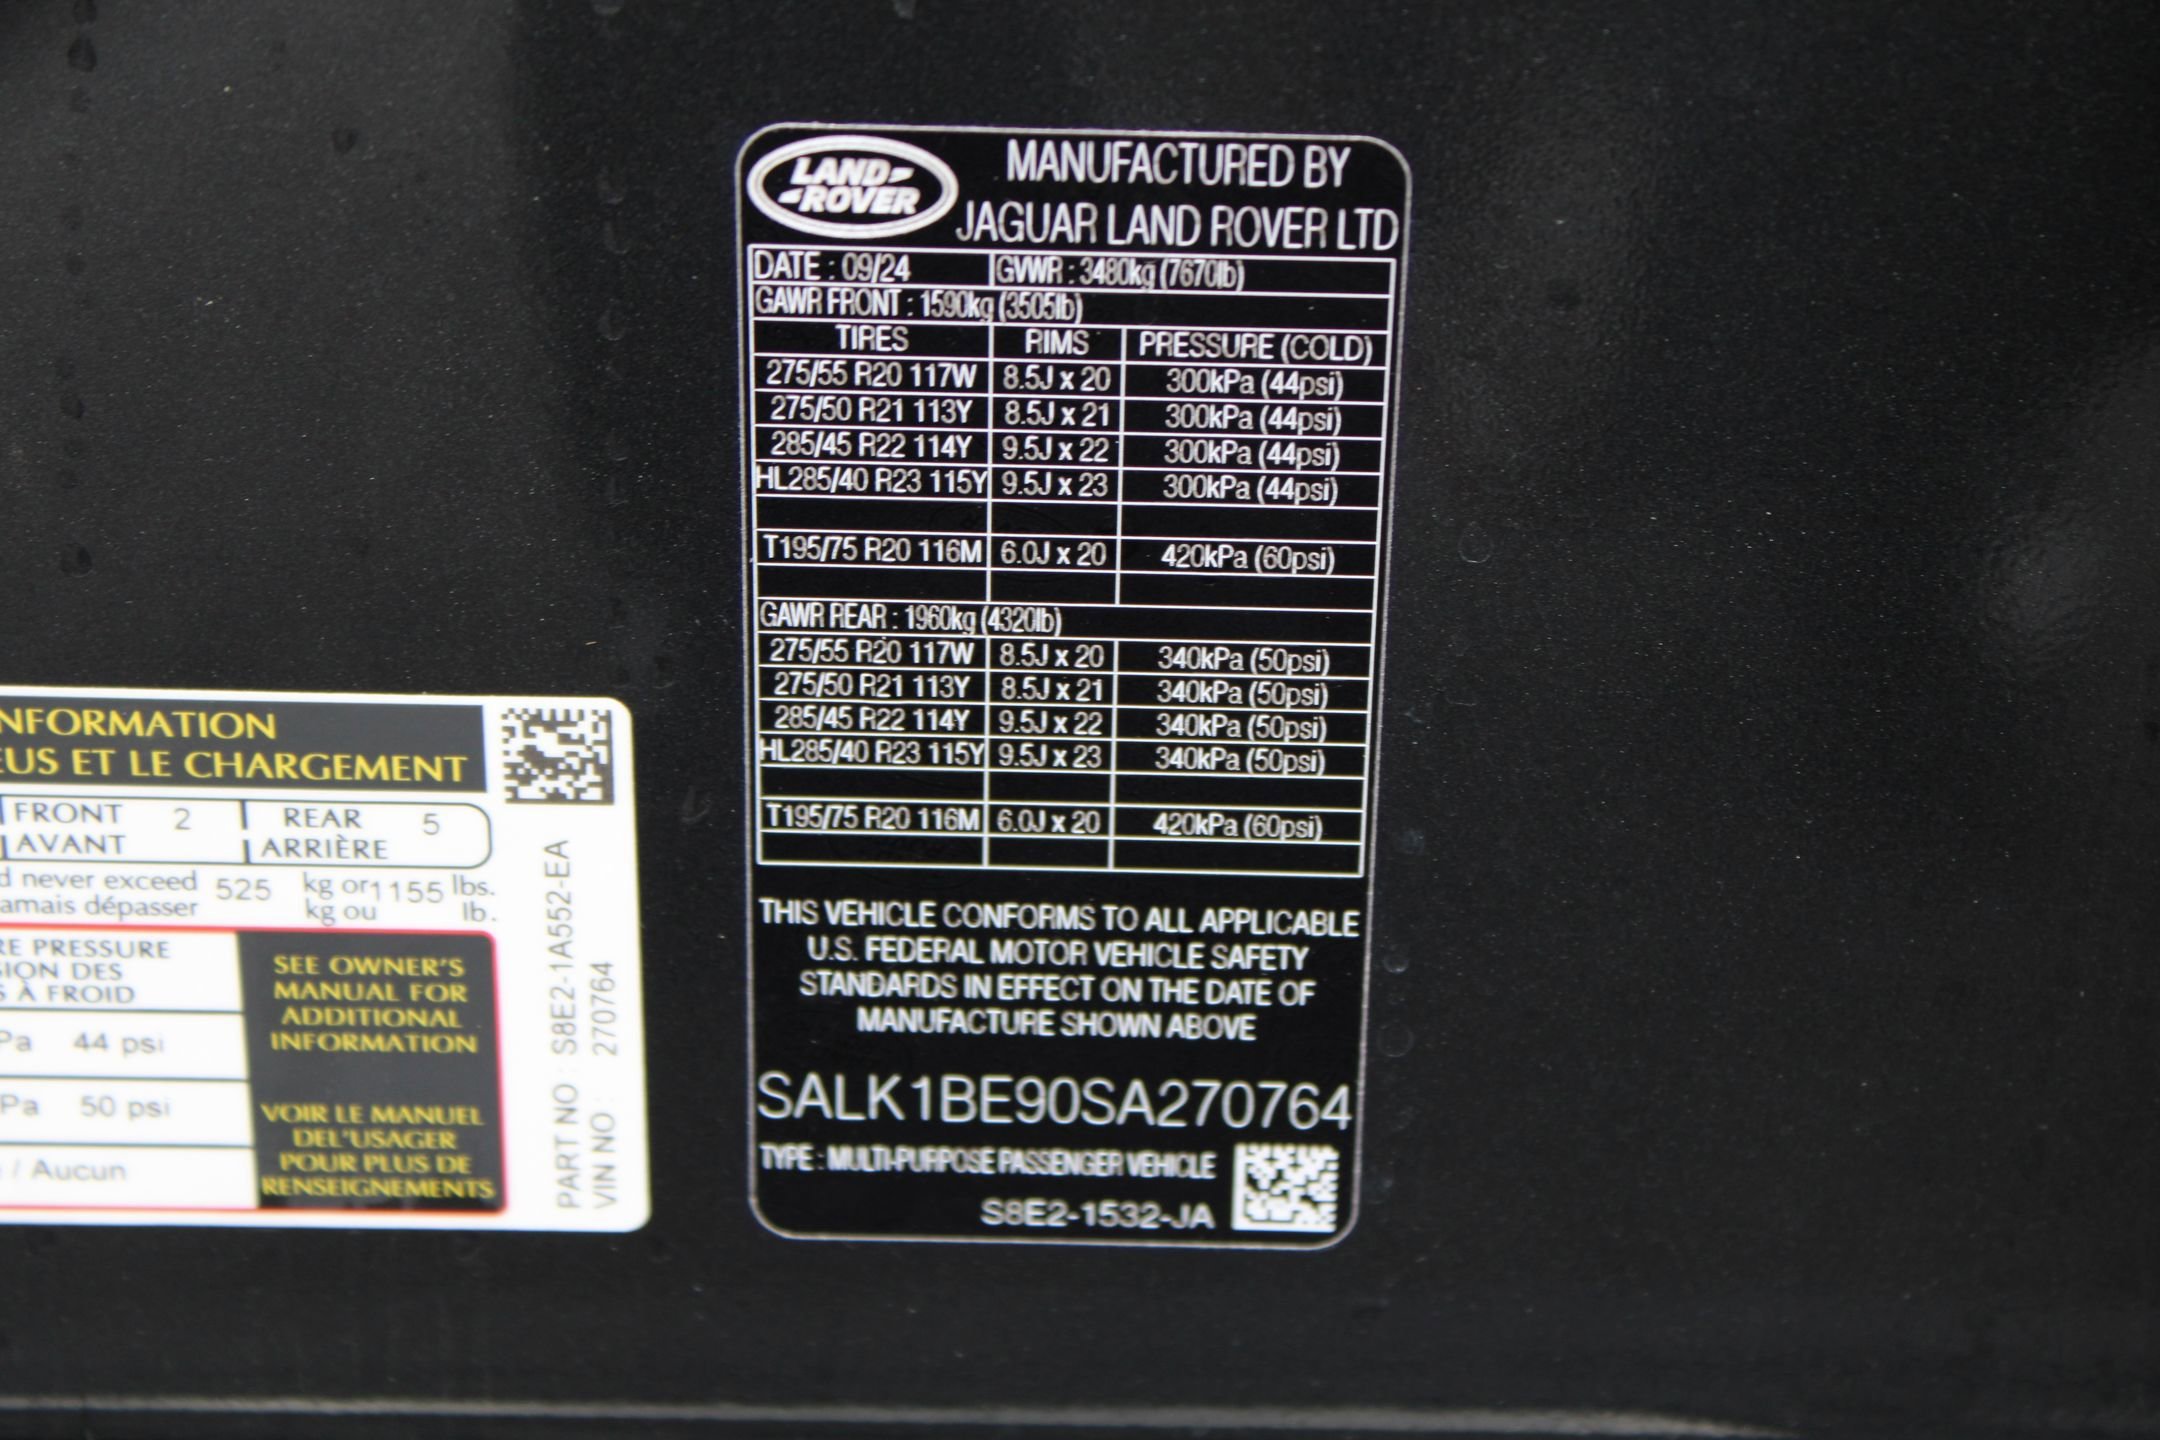 LAND
ROVER
MANUFACTURED BY
JAGUAR LAND ROVER LTD
DATE : 09/24 GVWR : 3480kg (7670lb)
GAWR FRONT : 1590kg (3505lb)
TIRES RIMS PRESSURE (COLD)
275/55 R20 117W 8.5J x 20 300kPa (44psi)
275/50 R21 113Y 8.5J x 21 300kPa (44psi)
285/45 R22 114Y 9.5J x 22 300kPa (44psi)
HL285/40 R23 115Y 9.5J x 23 300kPa (44psi)
T195/75 R20 116M 6.0J x 20 420kPa (60psi)
GAWR REAR : 1960kg (4320lb)
275/55 R20 117W 8.5J x 20 340kPa (50psi)
275/50 R21 113Y 8.5J x 21 340kPa (50psi)
285/45 R22 114Y 9.5J x 22 340kPa (50psi)
HL285/40 R23 115Y 9.5J x 23 340kPa (50psi)
T195/75 R20 116M 6.0J x 20 420kPa (60psi)
THIS VEHICLE CONFORMS TO ALL APPLICABLE
U.S. FEDERAL MOTOR VEHICLE SAFETY
STANDARDS IN EFFECT ON THE DATE OF
MANUFACTURE SHOWN ABOVE
SALK1BE90SA270764
TYPE : MULTI-PURPOSE PASSENGER VEHICLE
S8E2-1532-JA
NFORMATION
EUS ET LE CHARGEMENT
FRONT 2 REAR 5
AVANT ARRIÈRE
d never exceed 525 kg or 1155 lbs.
amais dépasser kg ou lb.
RE PRESSURE
SION DES
S À FROID
Pa 44 psi
Pa 50 psi
/ Aucun
SEE OWNER'S
MANUAL FOR
ADDITIONAL
INFORMATION
VOIR LE MANUEL
DEL'USAGER
POUR PLUS DE
RENSEIGNEMENTS
PART NO : S8E2-1A552-EA
VIN NO : 270764